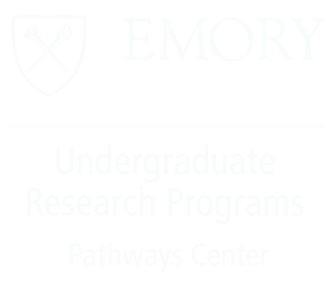 EMORY
Undergraduate
Research Programs
Pathways Center